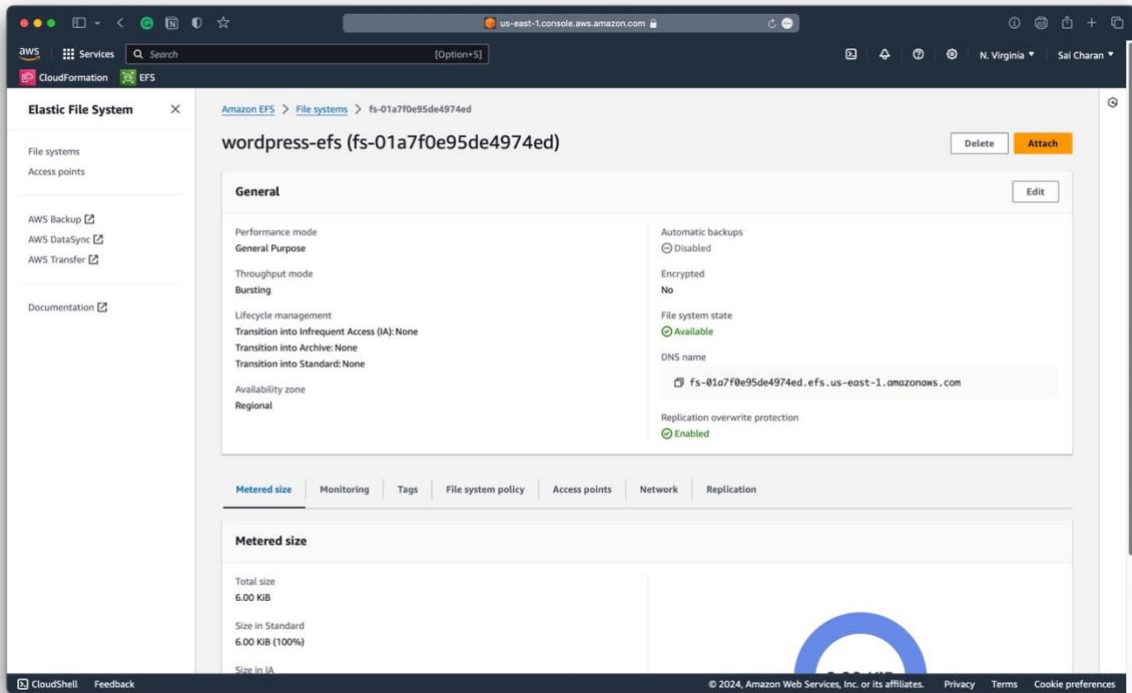 us-east-1.console.aws.amazon.com
aws
Services
Search
[Option+S]
N. Virginia
Sai Charan
CloudFormation
EFS
Elastic File System
File systems
Access points
AWS Backup
AWS DataSync
AWS Transfer
Documentation
Amazon EFS > File systems > fs-01a7f0e95de4974ed
wordpress-efs (fs-01a7f0e95de4974ed)
Delete
Attach
General
Edit
Performance mode
General Purpose
Throughput mode
Bursting
Lifecycle management
Transition into Infrequent Access (IA): None
Transition into Archive: None
Transition into Standard: None
Availability zone
Regional
Automatic backups
Disabled
Encrypted
No
File system state
Available
DNS name
fs-01a7f0e95de4974ed.efs.us-east-1.amazonaws.com
Replication overwrite protection
Enabled
Metered size
Monitoring
Tags
File system policy
Access points
Network
Replication
Metered size
Total size
6.00 KiB
Size in Standard
6.00 KiB (100%)
Size in IA
CloudShell
Feedback
© 2024, Amazon Web Services, Inc. or its affiliates.
Privacy
Terms
Cookie preferences